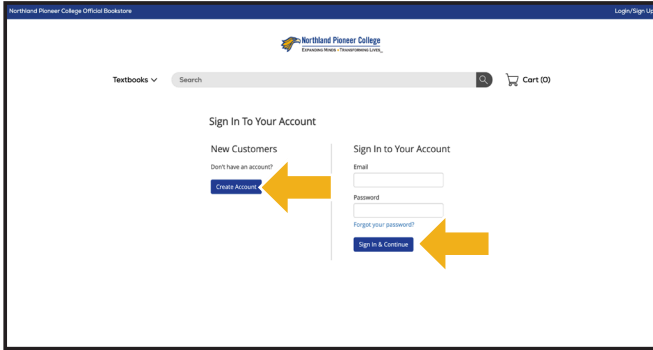 Northland Pioneer College Official Bookstore
Login/Sign Up
Northland Pioneer College
Expanding Minds • Transforming Lives
Textbooks
Search
Cart (0)
Sign In To Your Account
New Customers
Don't have an account?
Create Account
Sign In to Your Account
Email
Password
Forgot your password?
Sign In & Continue